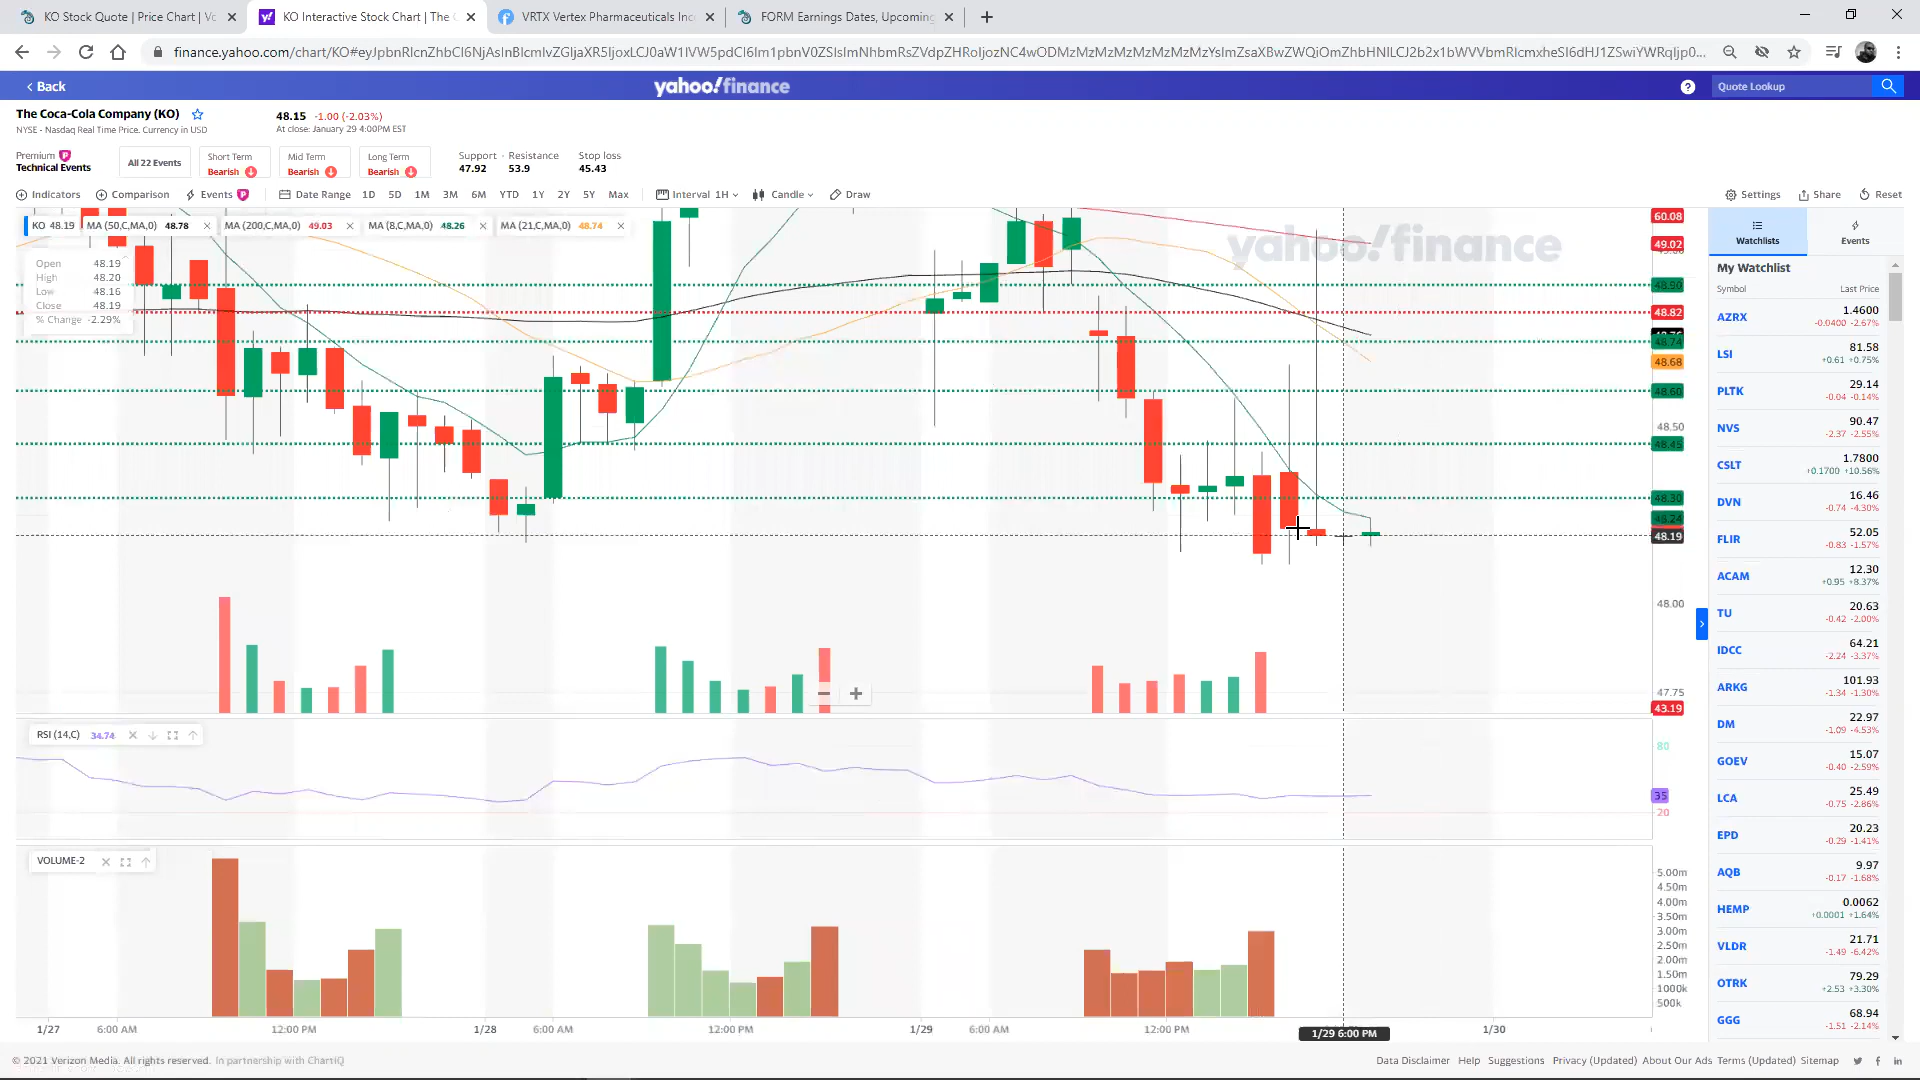 KO Stock Quote | Price Chart | Vo
KO Interactive Stock Chart | The C
VRTX Vertex Pharmaceuticals Inc
FORM Earnings Dates, Upcoming
Back
yahoo!finance
Quote Lookup
The Coca-Cola Company (KO)
48.15 -1.00 (-2.03%)
NYSE - Nasdaq Real Time Price. Currency in USD
At close: January 29 4:00PM EST
Premium
Technical Events
All 22 Events
Short Term
Bearish
Mid Term
Bearish
Long Term
Bearish
Support
47.92
Resistance
53.9
Stop loss
45.43
Indicators Comparison Events Date Range 1D 5D 1M 3M 6M YTD 1Y 2Y 5Y Max Interval 1H Candle Draw
Settings Share Reset
KO 48.19 MA (50,C,MA,0) 48.78 MA (200,C,MA,0) 49.03 MA (8,C,MA,0) 48.26 MA (21,C,MA,0) 48.74
Open 48.19
High 48.20
Low 48.16
Close 48.19
% Change -2.29%
yahoo!finance
60.08
49.02
48.90
48.82
48.74
48.68
48.60
48.50
48.45
48.30
48.24
48.19
48.00
47.75
43.19
RSI (14,C) 34.74
80
35
20
VOLUME-2
5.00m
4.50m
4.00m
3.50m
3.00m
2.50m
2.00m
1.50m
1000k
500k
1/27 6:00 AM 12:00 PM 1/28 6:00 AM 12:00 PM 1/29 6:00 AM 12:00 PM 1/29 6:00 PM 1/30
Watchlists
Events
My Watchlist
Symbol Last Price
AZRX 1.4600
-0.0400 -2.67%
LSI 81.58
+0.61 +0.75%
PLTK 29.14
-0.04 -0.14%
NVS 90.47
-2.37 -2.55%
CSLT 1.7800
+0.1700 +10.56%
DVN 16.46
-0.74 -4.30%
FLIR 52.05
-0.83 -1.57%
ACAM 12.30
+0.95 +8.37%
TU 20.63
-0.42 -2.00%
IDCC 64.21
-2.24 -3.37%
ARKG 101.93
-1.34 -1.30%
DM 22.97
-1.09 -4.53%
GOEV 15.07
-0.40 -2.59%
LCA 25.49
-0.75 -2.86%
EPD 20.23
-0.29 -1.41%
AQB 9.97
-0.17 -1.68%
HEMP 0.0062
+0.0001 +1.64%
VLDR 21.71
-1.49 -6.42%
OTRK 79.29
+2.53 +3.30%
GGG 68.94
-1.51 -2.14%
© 2021 Verizon Media. All rights reserved. In partnership with ChartIQ
Data Disclaimer Help Suggestions Privacy (Updated) About Our Ads Terms (Updated) Sitemap